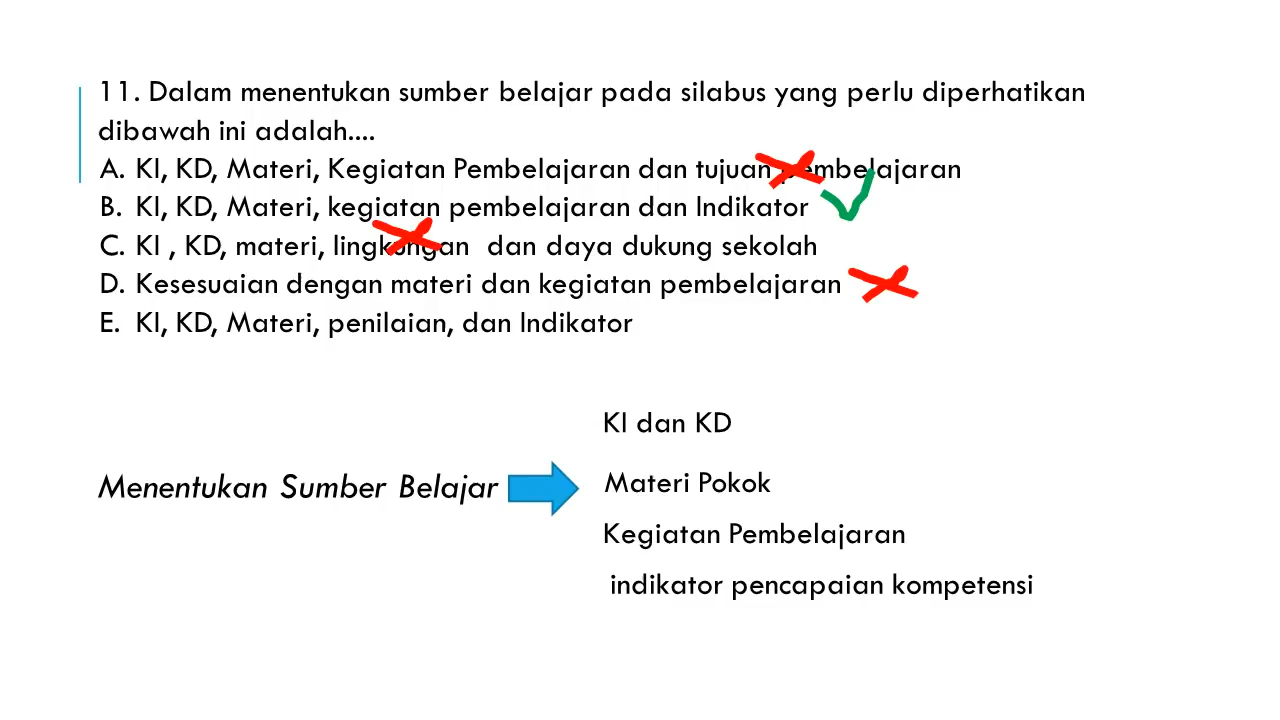 11. Dalam menentukan sumber belajar pada silabus yang perlu diperhatikan
dibawah ini adalah....
A. KI, KD, Materi, Kegiatan Pembelajaran dan tujuan pembelajaran
B. KI, KD, Materi, kegiatan pembelajaran dan Indikator
C. KI , KD, materi, lingkungan dan daya dukung sekolah
D. Kesesuaian dengan materi dan kegiatan pembelajaran
E. KI, KD, Materi, penilaian, dan Indikator
KI dan KD
Menentukan Sumber Belajar
Materi Pokok
Kegiatan Pembelajaran
indikator pencapaian kompetensi